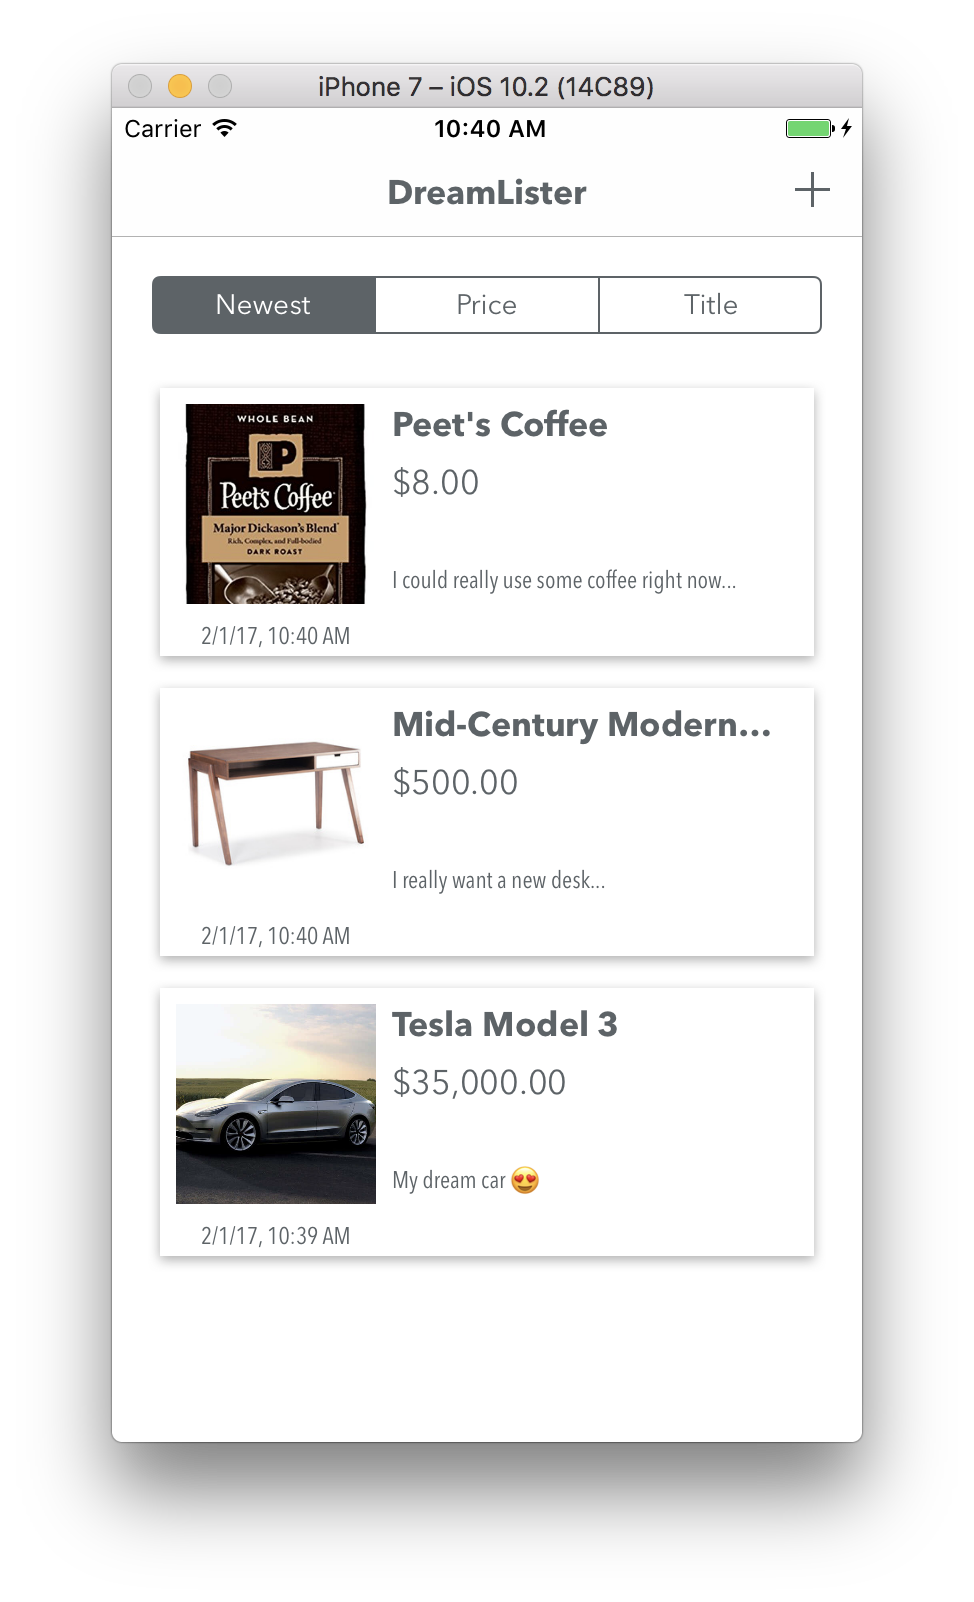 iPhone 7 – iOS 10.2 (14C89)
Carrier 10:40 AM
DreamLister
Newest Price Title
WHOLE BEAN
P
Peet's Coffee
Major Dickason's Blend
Rich, Complex, and Full-bodied
DARK ROAST
Peet's Coffee
$8.00
I could really use some coffee right now...
2/1/17, 10:40 AM
Mid-Century Modern...
$500.00
I really want a new desk...
2/1/17, 10:40 AM
Tesla Model 3
$35,000.00
My dream car 😍
2/1/17, 10:39 AM